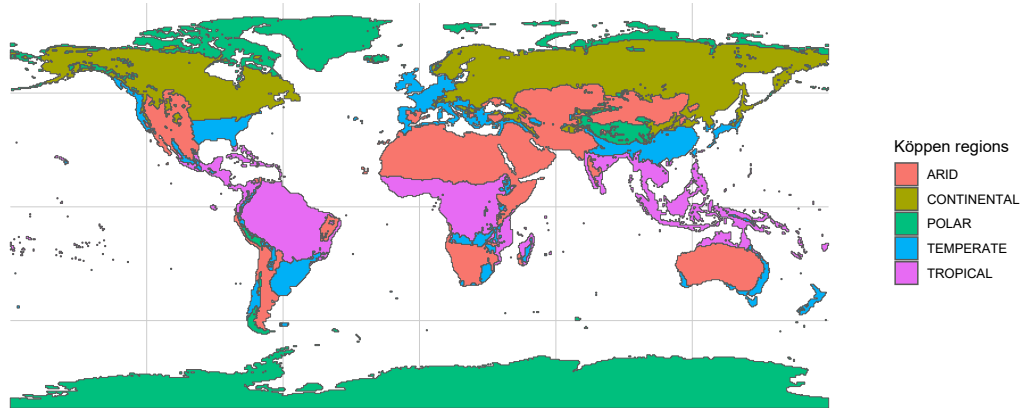 Köppen regions
ARID
CONTINENTAL
POLAR
TEMPERATE
TROPICAL